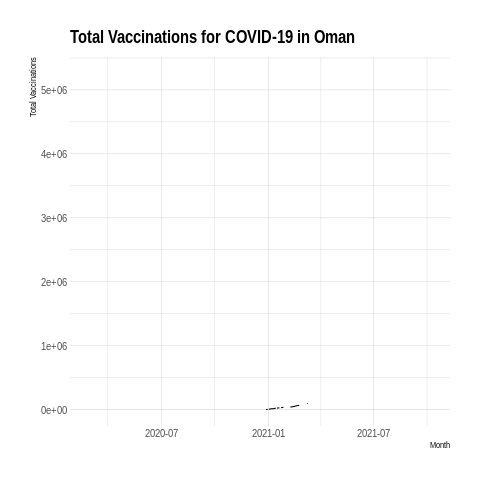 Total Vaccinations for COVID-19 in Oman
Total Vaccinations
5e+06
4e+06
3e+06
2e+06
1e+06
0e+00
2020-07
2021-01
2021-07
Month